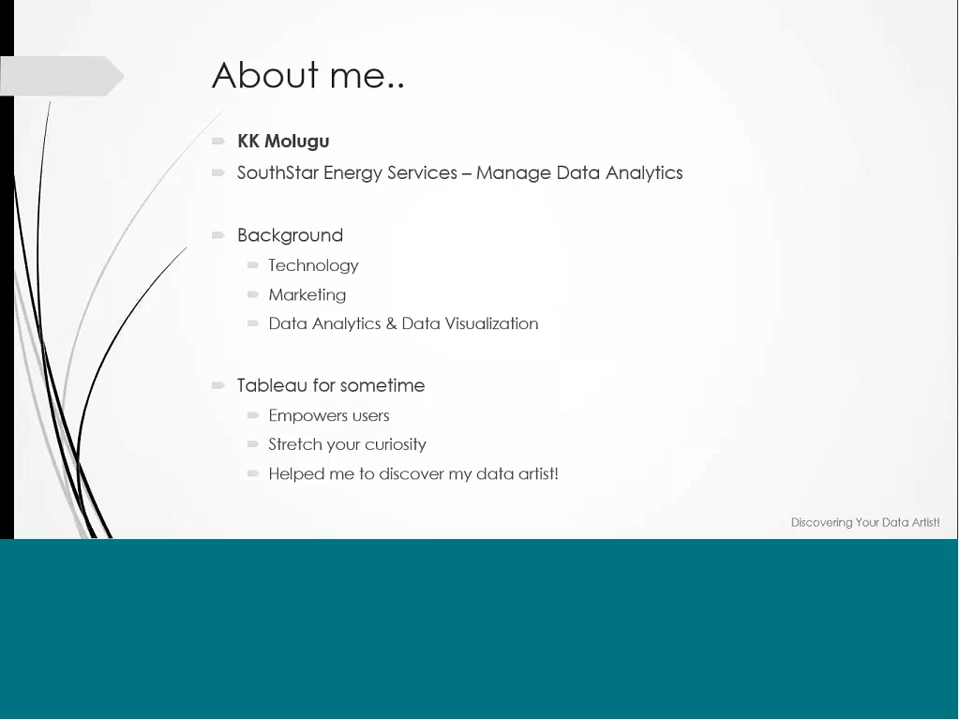 About me..
KK Molugu
SouthStar Energy Services – Manage Data Analytics
Background
Technology
Marketing
Data Analytics & Data Visualization
Tableau for sometime
Empowers users
Stretch your curiosity
Helped me to discover my data artist!
Discovering Your Data Artist!